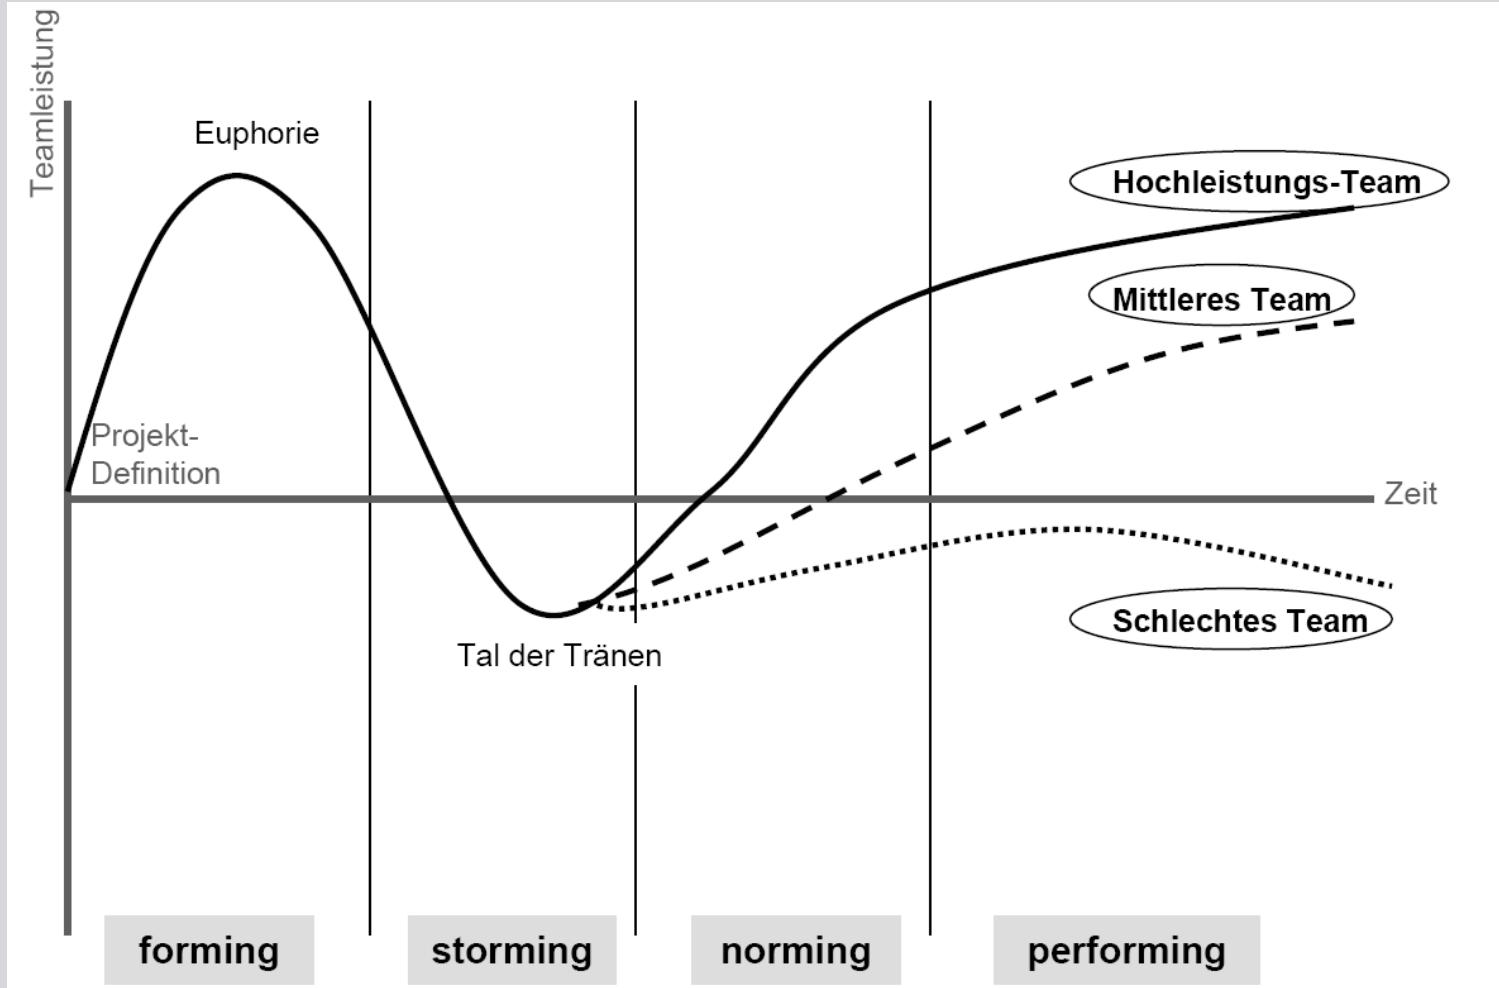 Teamleistung
Euphorie
Hochleistungs-Team
Mittleres Team
Projekt-
Definition
Zeit
Schlechtes Team
Tal der Tränen
forming
storming
norming
performing